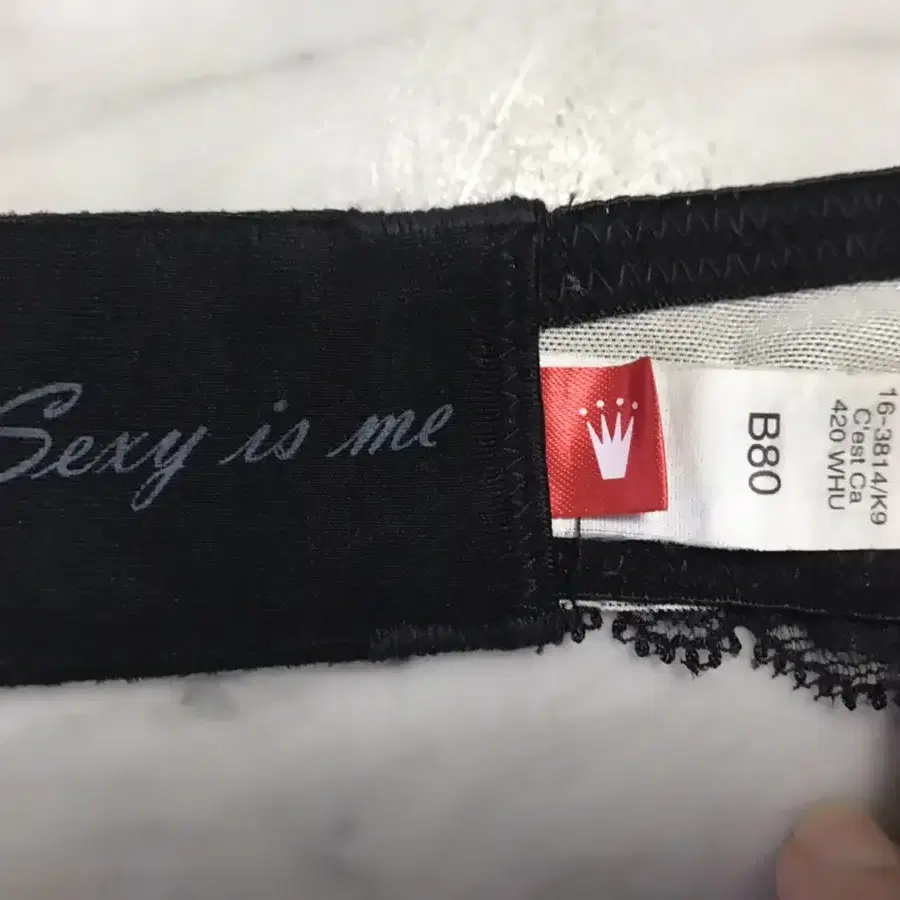 Sexy is me
B80
16-3814/K9
C'est Ca
420 WHU